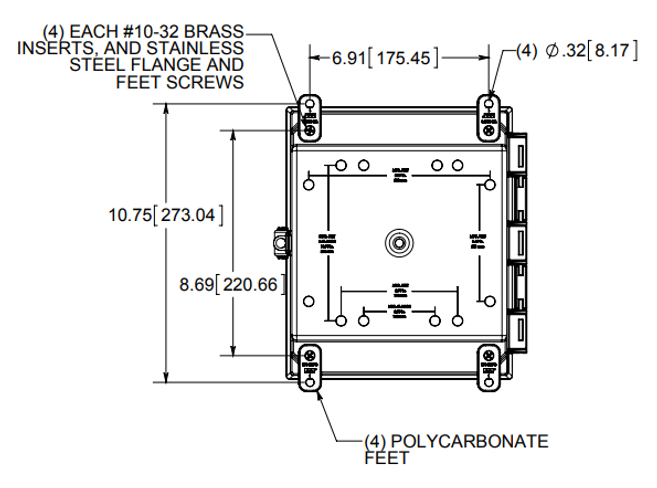 (4) EACH #10-32 BRASS
INSERTS, AND STAINLESS
STEEL FLANGE AND
FEET SCREWS
6.91[175.45]
(4) Ø.32[8.17]
10.75[273.04]
8.69[220.66]
(4) POLYCARBONATE
FEET